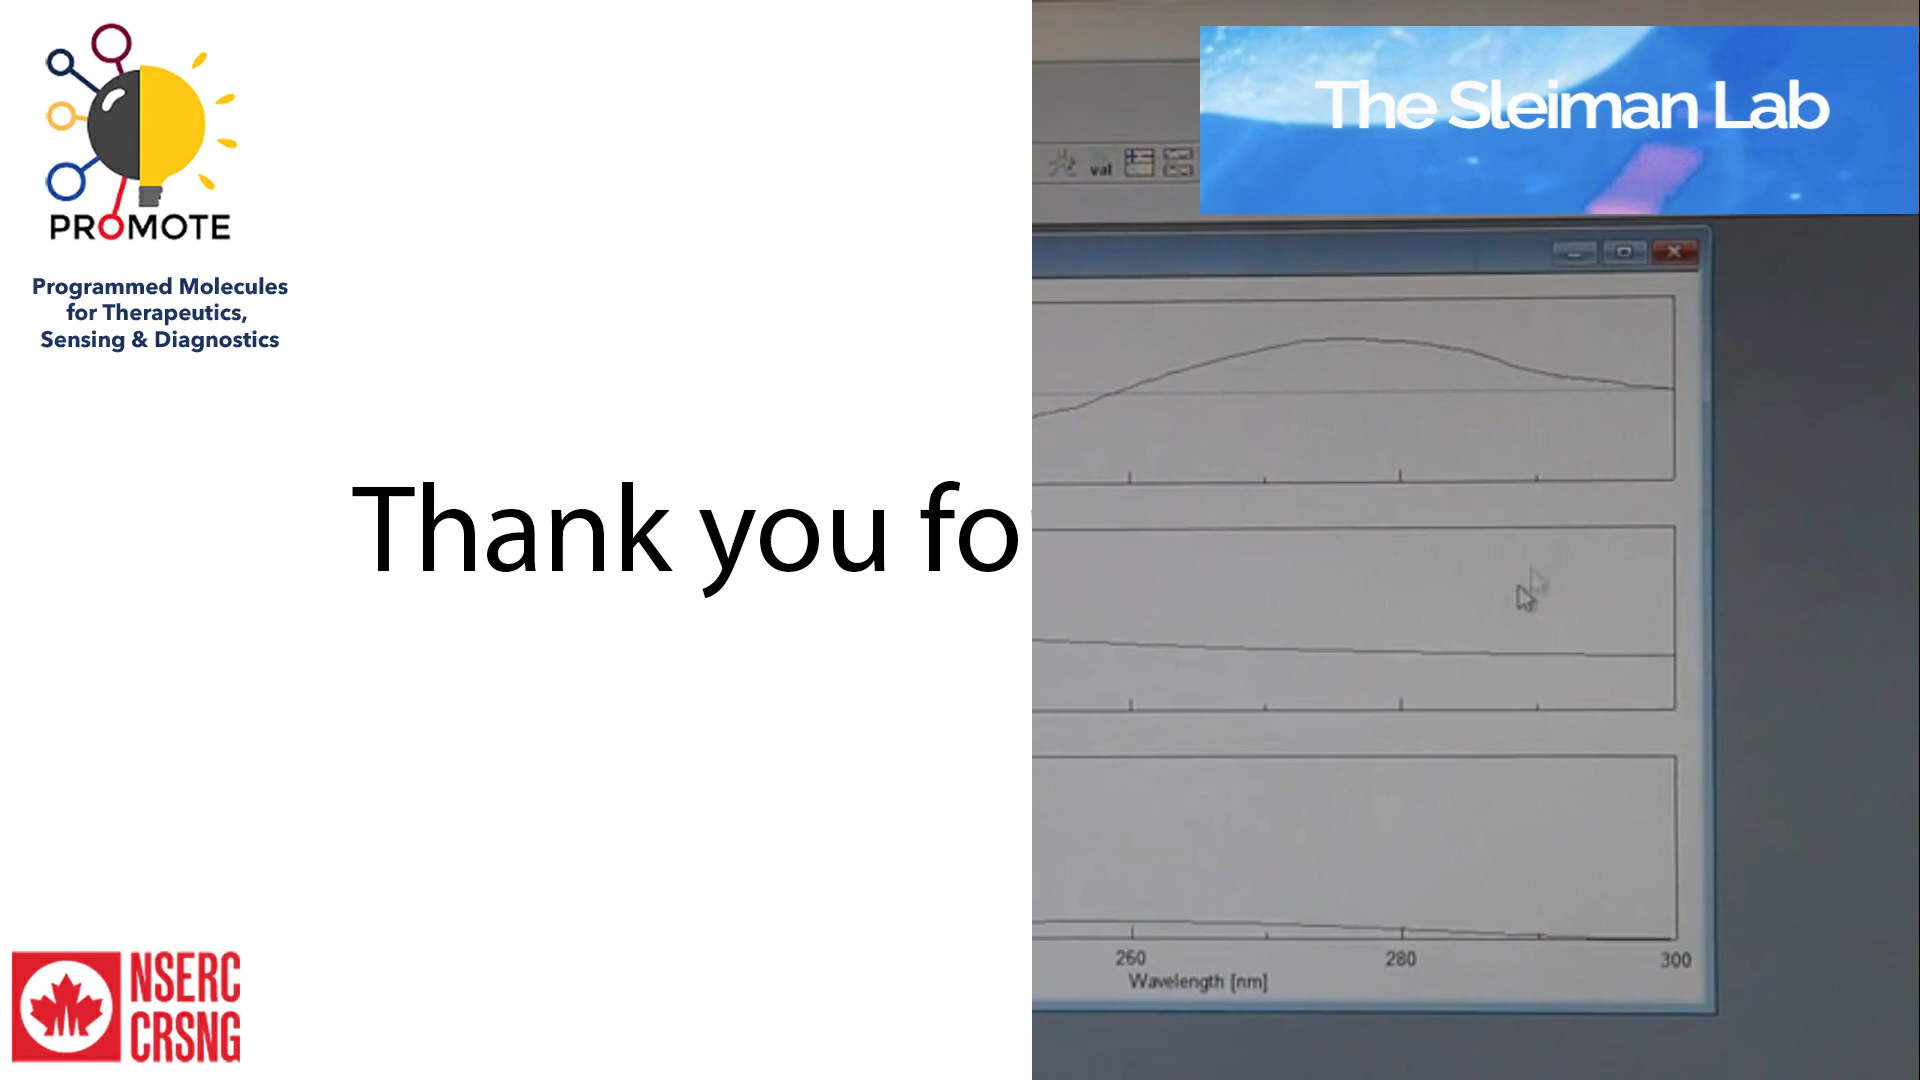 PROMOTE
Programmed Molecules
for Therapeutics,
Sensing & Diagnostics
The Sleiman Lab
val
Thank you fo
260
280
300
Wavelength [nm]
NSERC
CRSNG